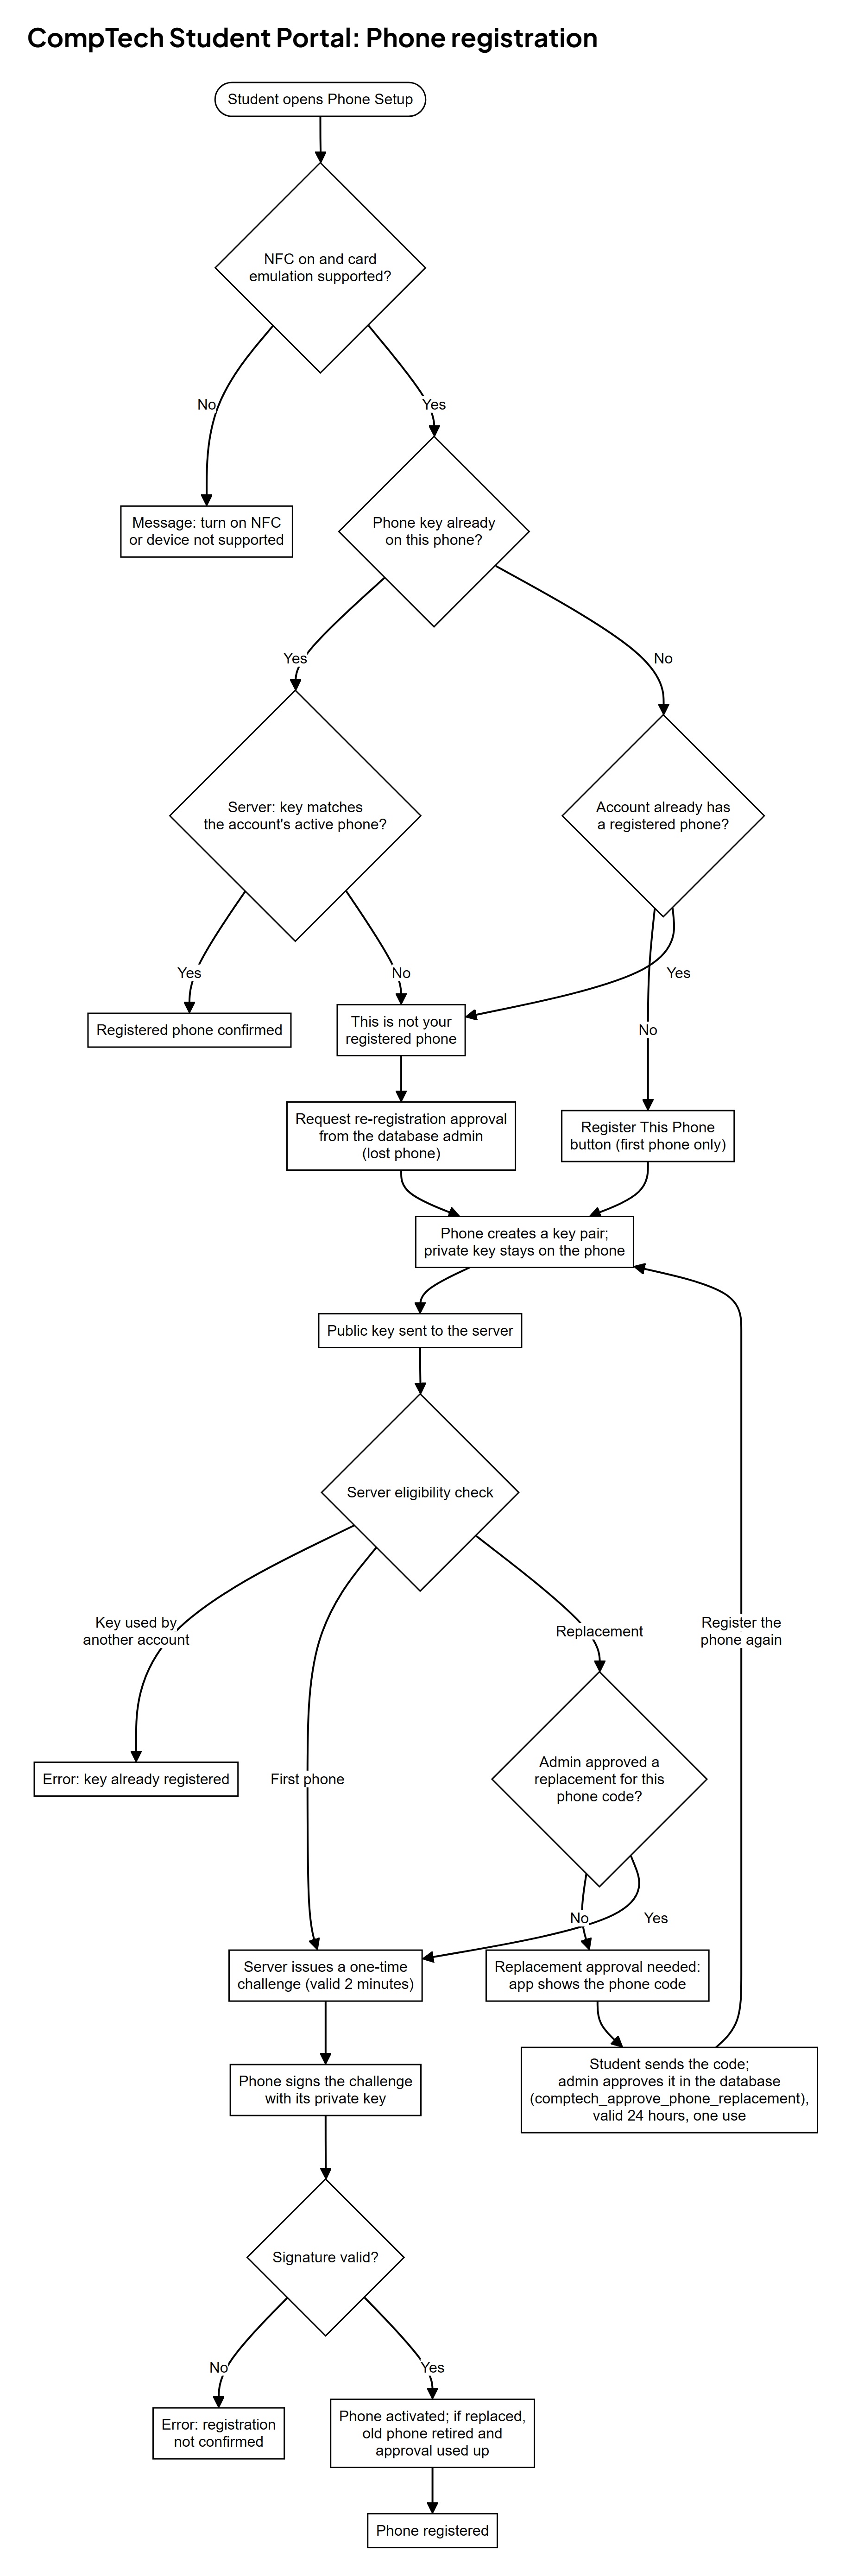 CompTech Student Portal: Phone registration
Student opens Phone Setup
NFC on and card
emulation supported?
No
Yes
Message: turn on NFC
or device not supported
Phone key already
on this phone?
Yes
No
Server: key matches
the account's active phone?
Account already has
a registered phone?
Yes
No
Yes
Registered phone confirmed
This is not your
registered phone
No
Request re-registration approval
from the database admin
(lost phone)
Register This Phone
button (first phone only)
Phone creates a key pair;
private key stays on the phone
Public key sent to the server
Server eligibility check
Key used by
another account
Replacement
Register the
phone again
Error: key already registered
First phone
Admin approved a
replacement for this
phone code?
No
Yes
Server issues a one-time
challenge (valid 2 minutes)
Replacement approval needed:
app shows the phone code
Phone signs the challenge
with its private key
Student sends the code;
admin approves it in the database
(comptech_approve_phone_replacement),
valid 24 hours, one use
Signature valid?
No
Yes
Error: registration
not confirmed
Phone activated; if replaced,
old phone retired and
approval used up
Phone registered